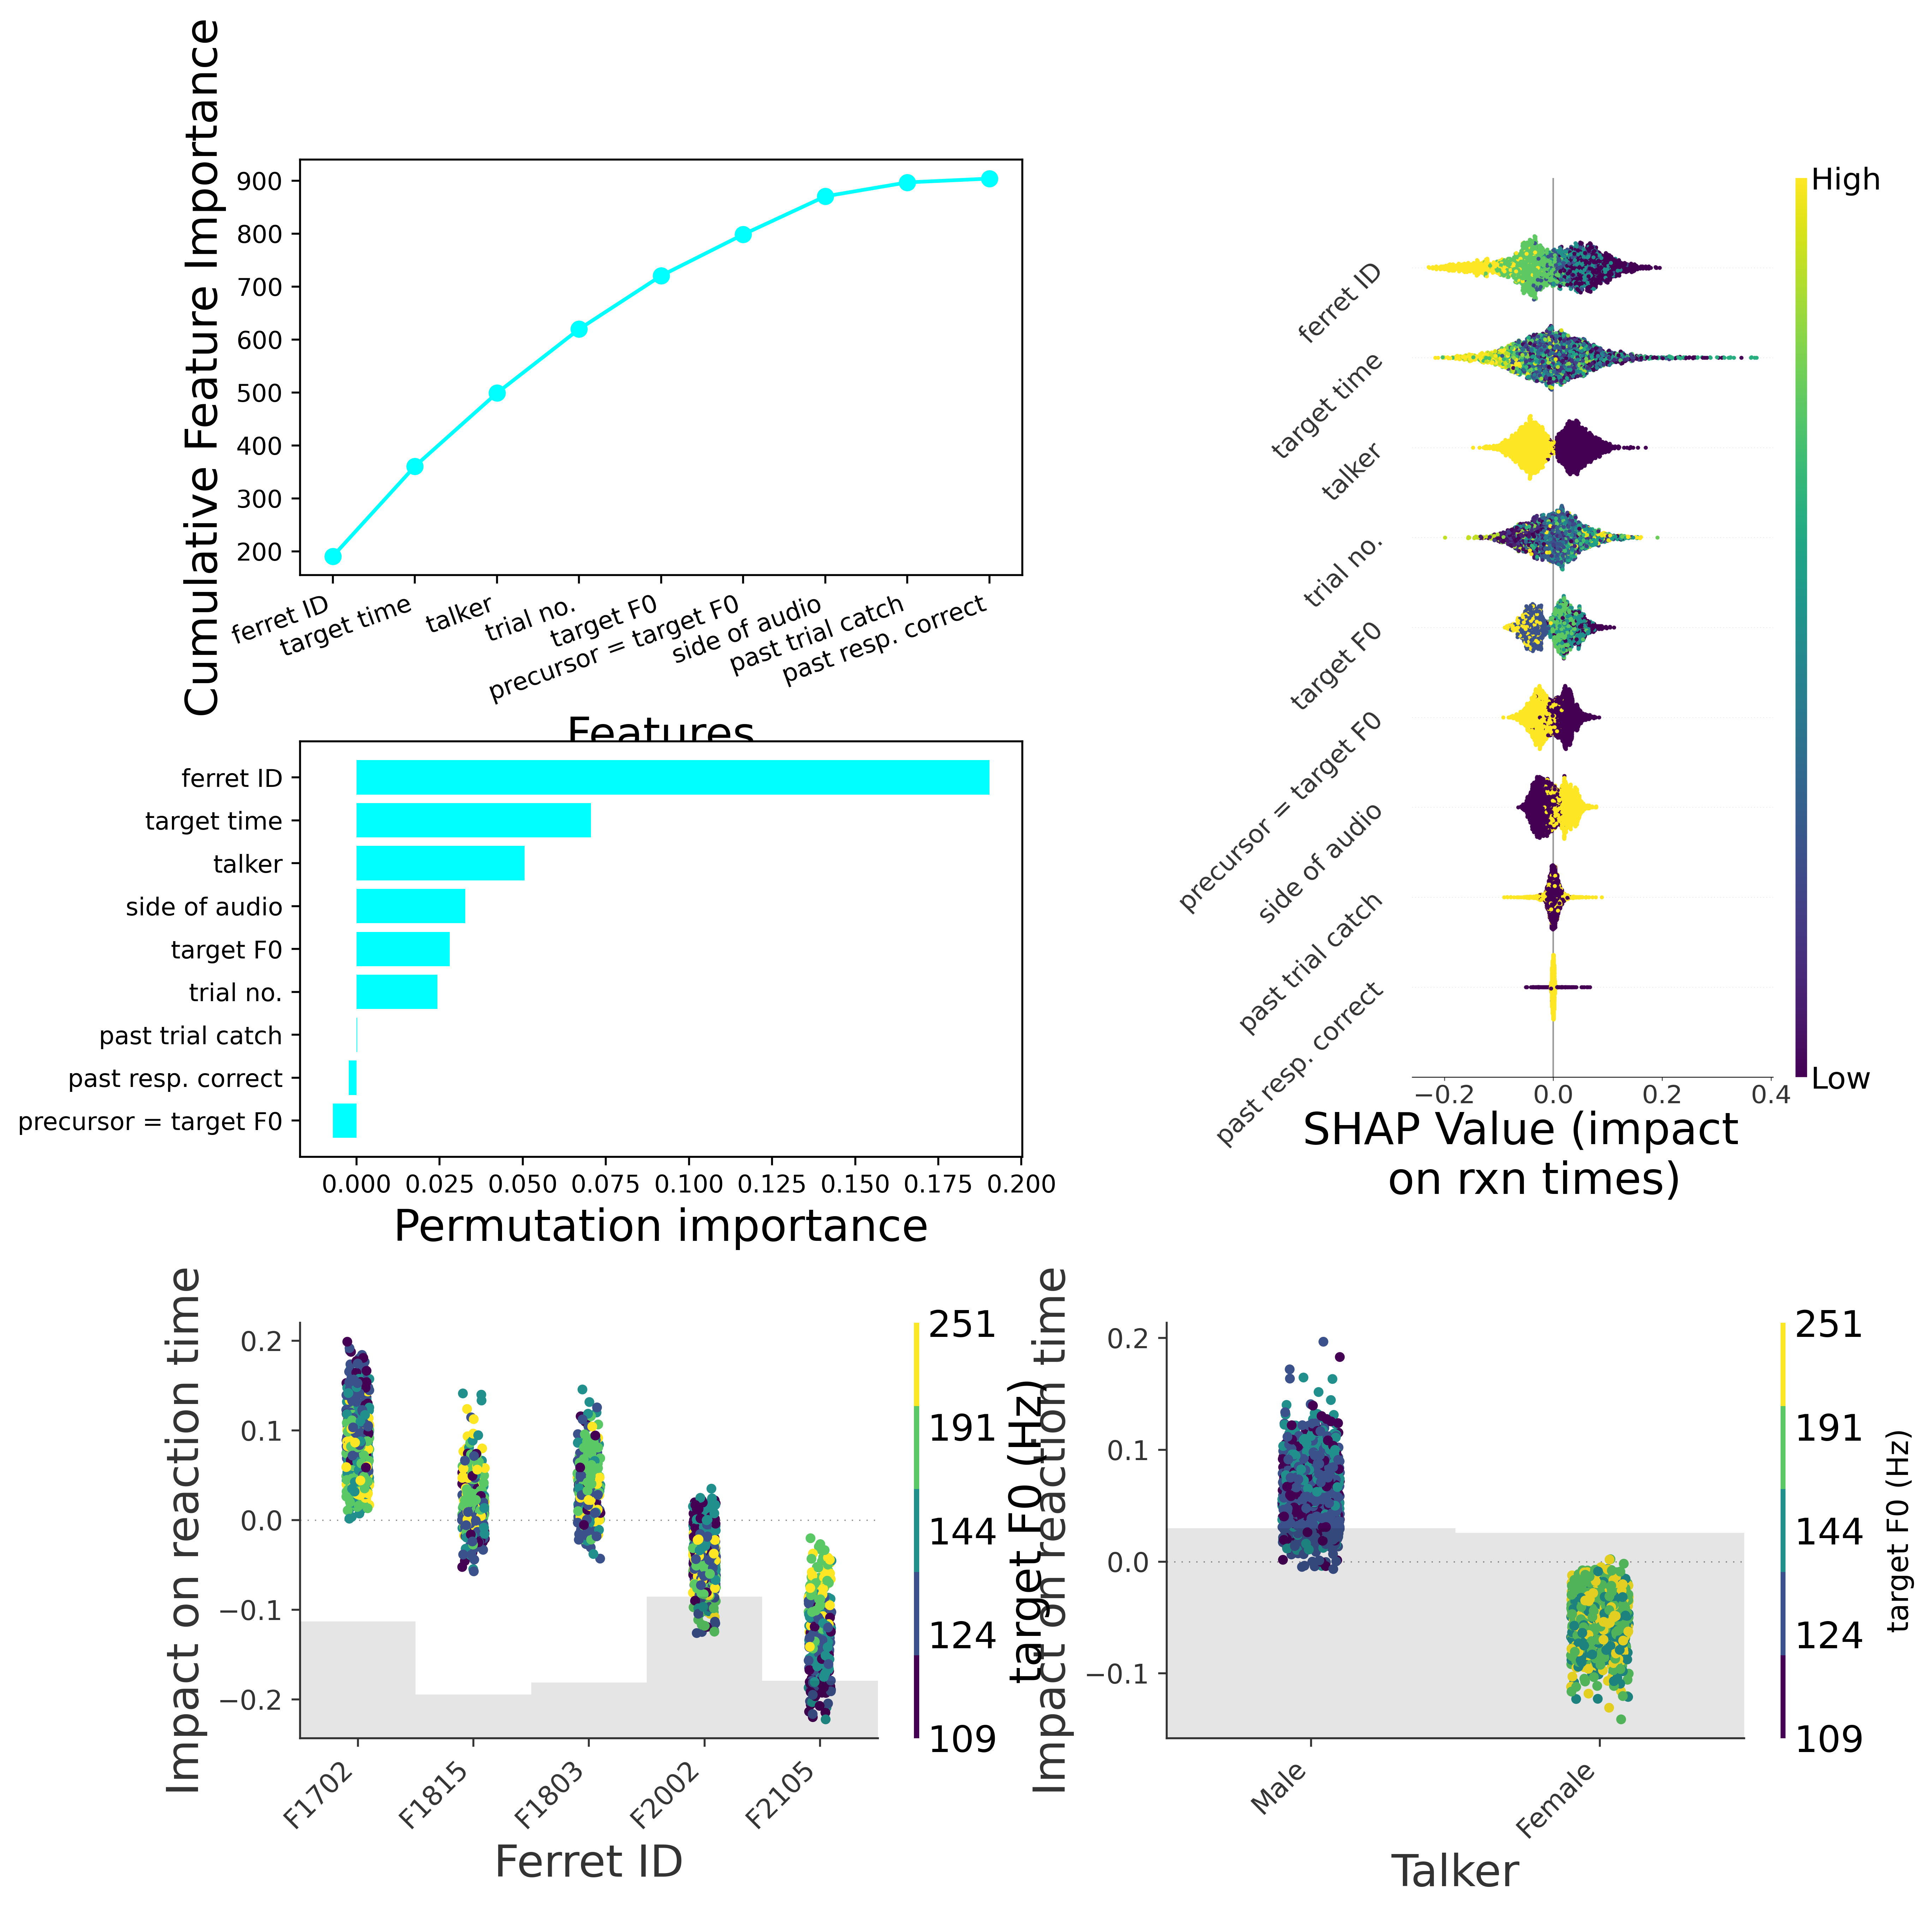 Cumulative Feature Importance
900
800
700
600
500
400
300
200
ferret ID
target time
talker
trial no.
target F0
precursor = target F0
side of audio
past trial catch
past resp. correct
Features
ferret ID
target time
talker
side of audio
target F0
trial no.
past trial catch
past resp. correct
precursor = target F0
0.000 0.025 0.050 0.075 0.100 0.125 0.150 0.175 0.200
Permutation importance
High
ferret ID
target time
talker
trial no.
target F0
precursor = target F0
side of audio
past trial catch
past resp. correct
Low
−0.2 0.0 0.2 0.4
SHAP Value (impact
on rxn times)
Impact on reaction time
0.2
0.1
0.0
−0.1
−0.2
F1702
F1815
F1803
F2002
F2105
Ferret ID
251
191
144
124
109
target F0 (Hz)
Impact on reaction time
0.2
0.1
0.0
−0.1
Male
Female
Talker
251
191
144
124
109
target F0 (Hz)